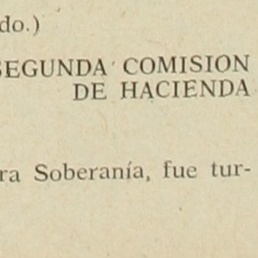 do.)
SEGUNDA COMISION
DE HACIENDA
ra Soberanía, fue tur-